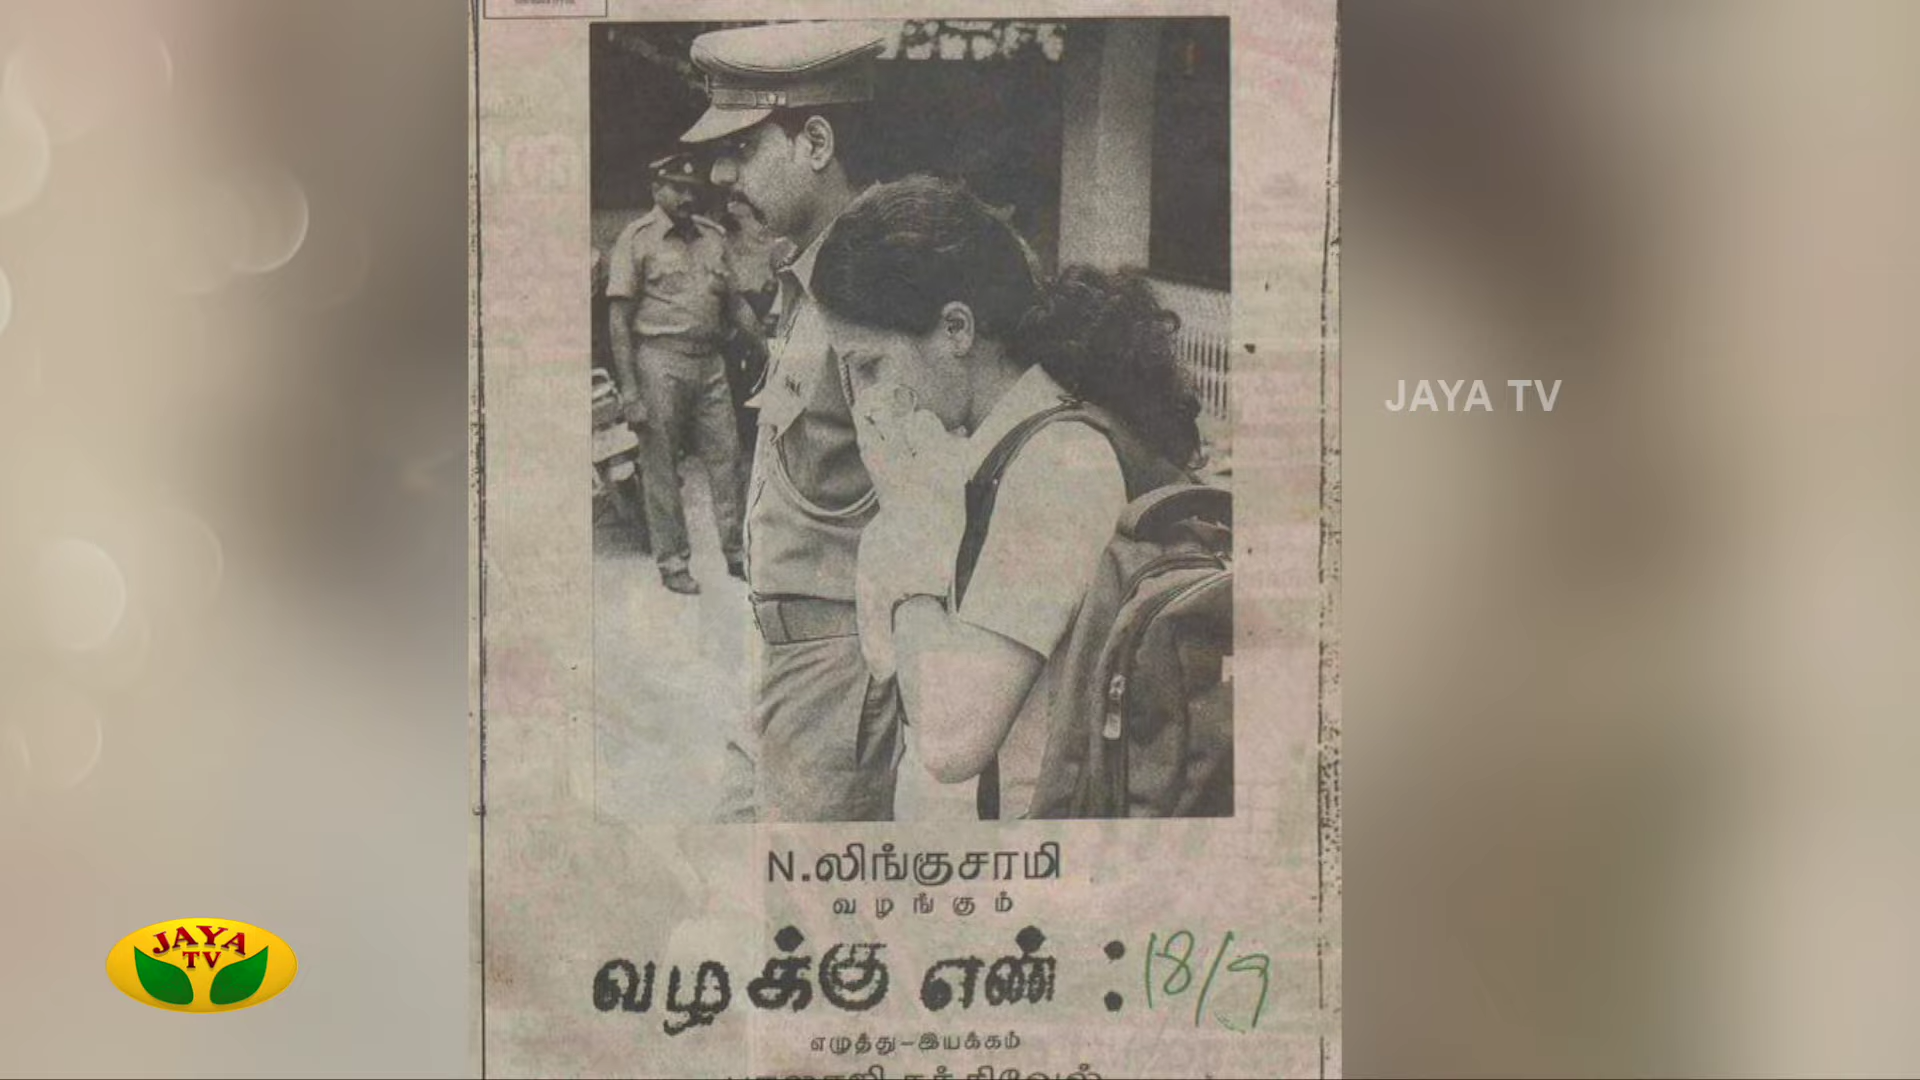 JAYA TV
N.லிங்குசாமி
வழங்கும்
வழக்கு எண் : 18/9
எழுத்து-இயக்கம்
JAYA
TV